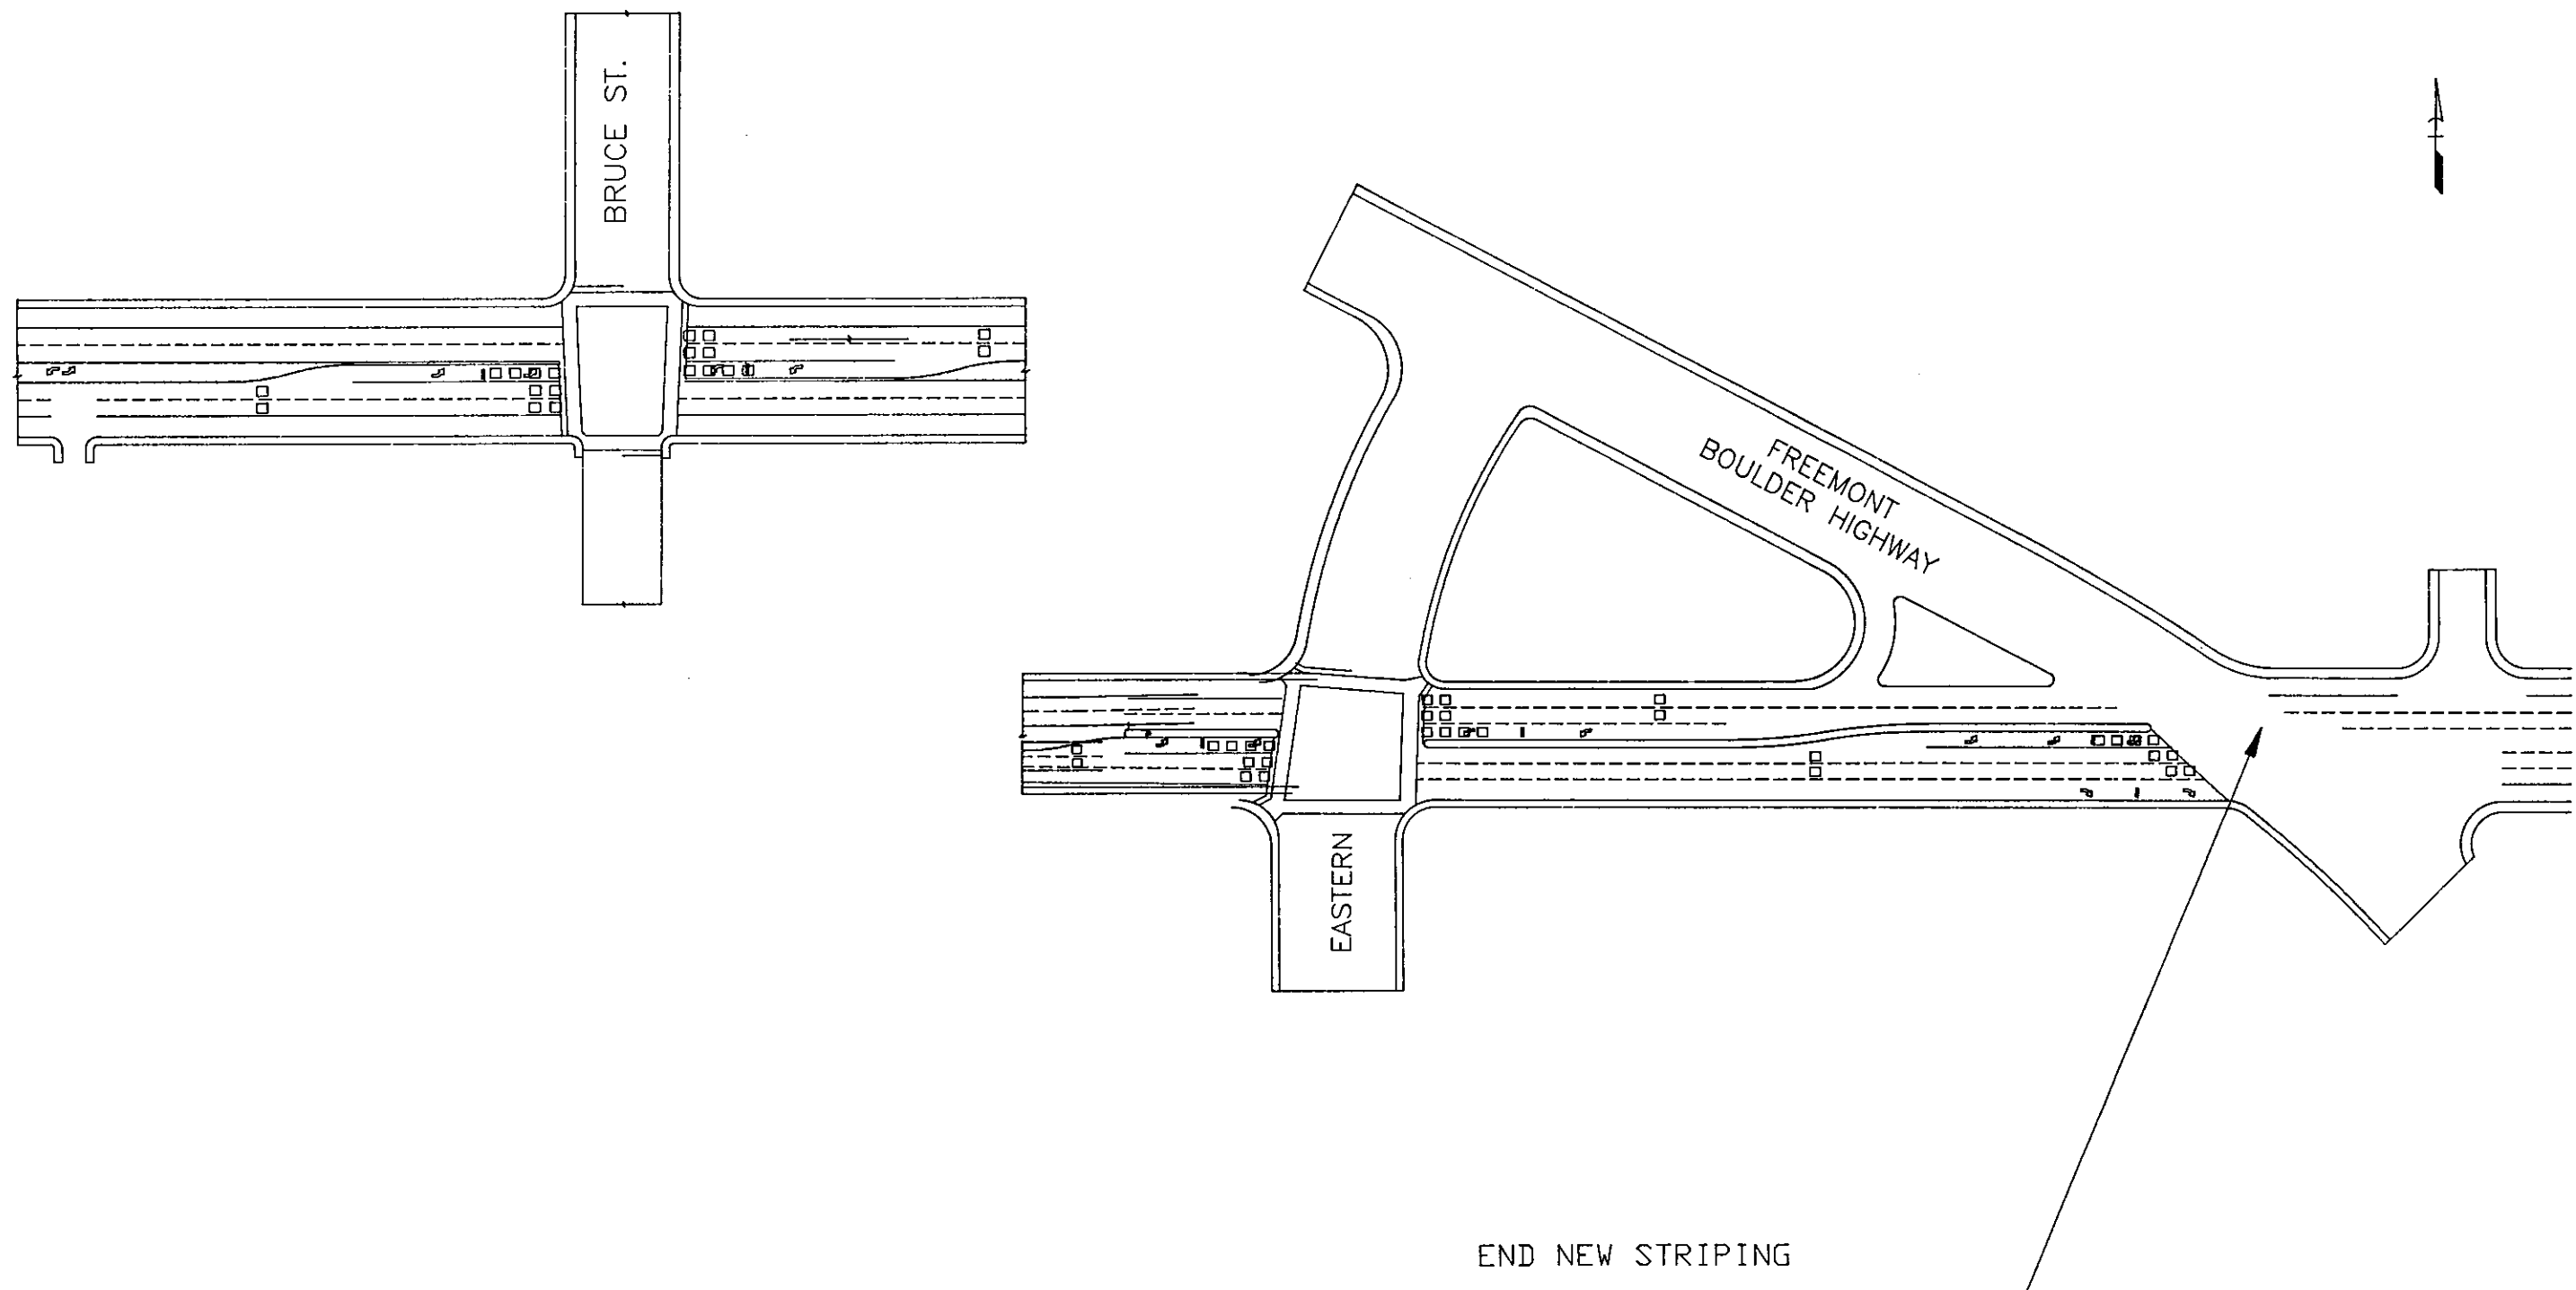 BRUCE ST.
FREEMONT
BOULDER HIGHWAY
EASTERN
END NEW STRIPING